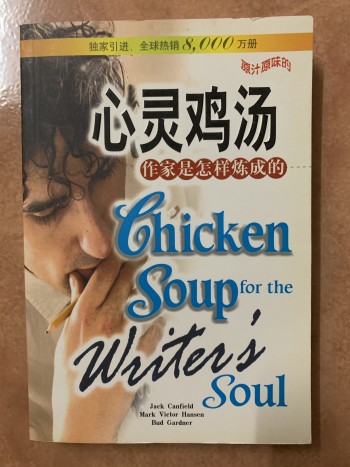 独家引进，全球热销8,000万册
原汁原味的
心灵鸡汤
作家是怎样炼成的
Chicken
Soup for the
Writer's
Soul
Jack Canfield
Mark Victor Hansen
Bud Gardner